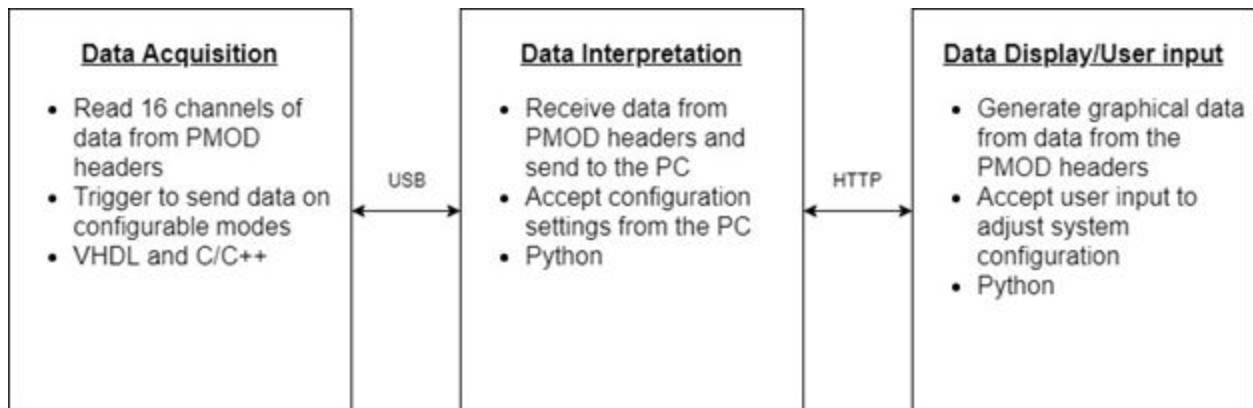 Data Acquisition
• Read 16 channels of
data from PMOD
headers
• Trigger to send data on
configurable modes
• VHDL and C/C++
USB
Data Interpretation
• Receive data from
PMOD headers and
send to the PC
• Accept configuration
settings from the PC
• Python
HTTP
Data Display/User input
• Generate graphical data
from data from the
PMOD headers
• Accept user input to
adjust system
configuration
• Python